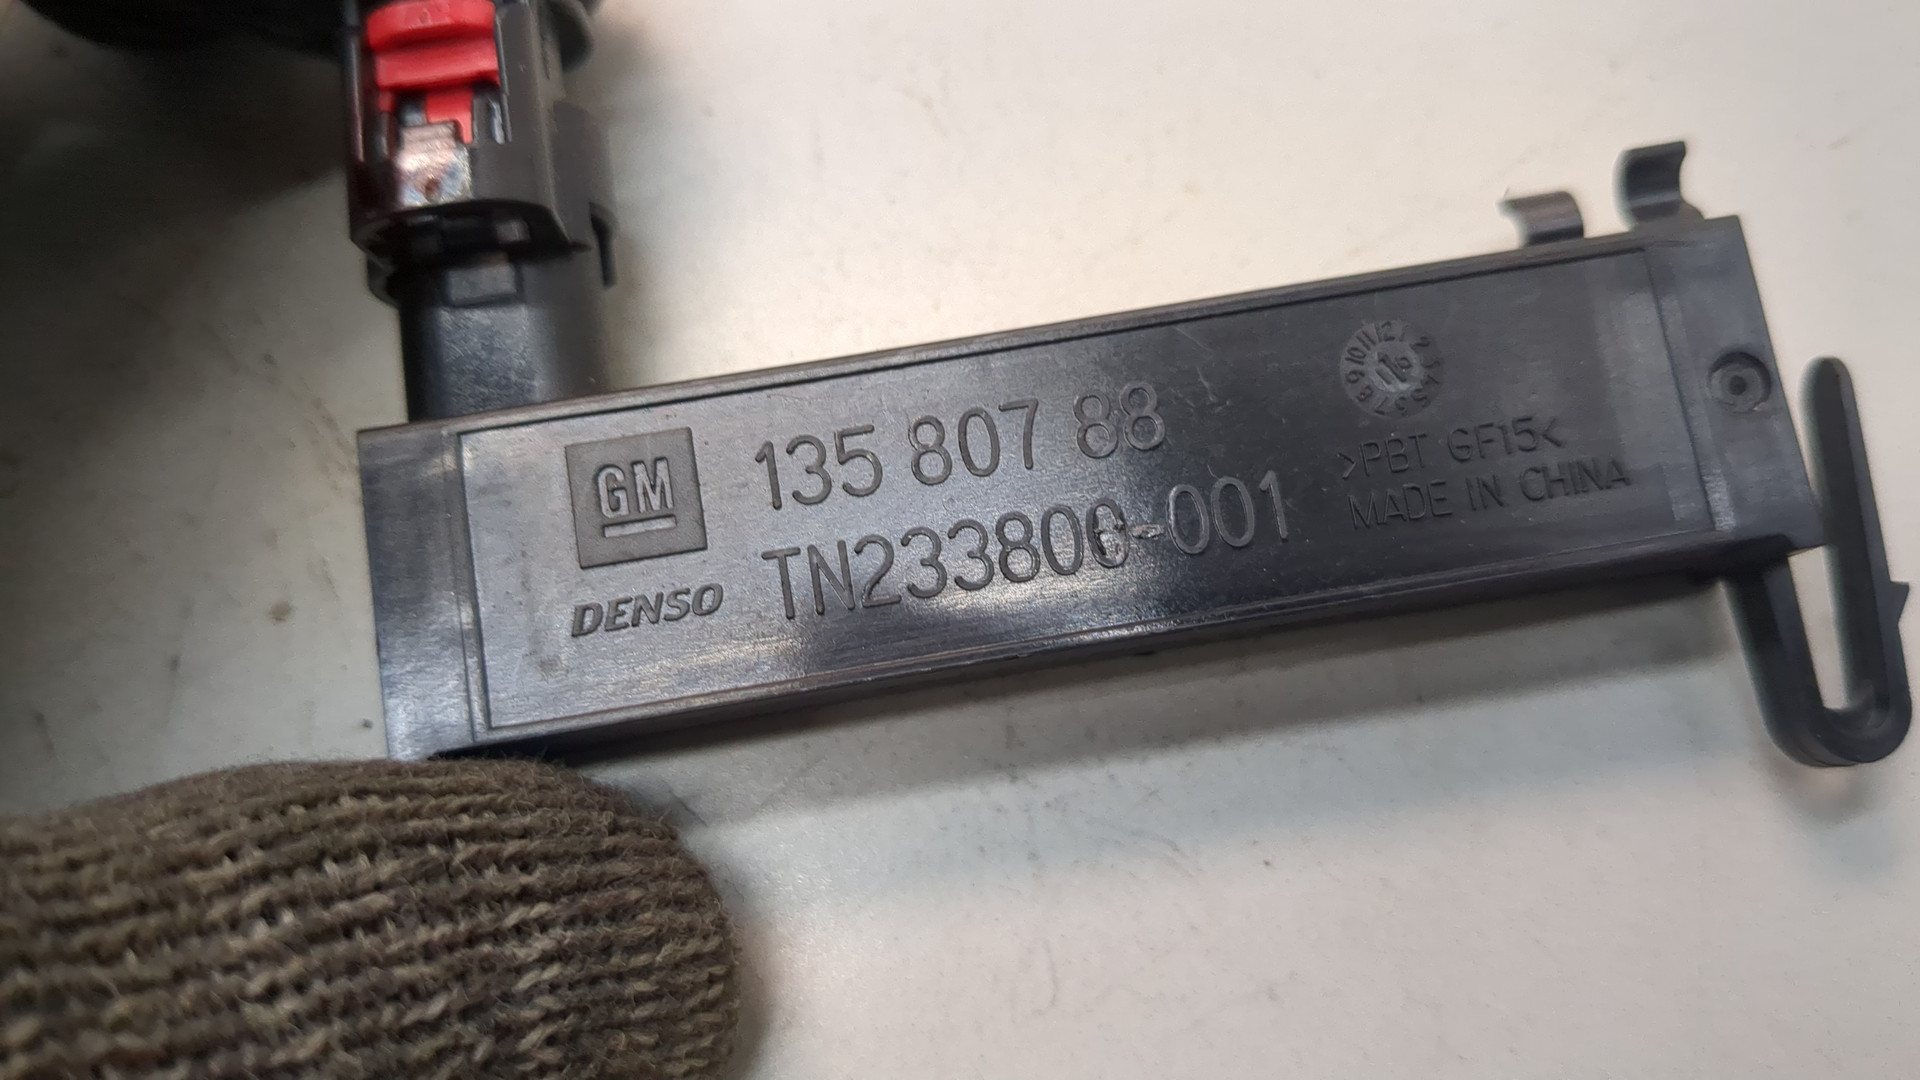 GM
135 807 88
DENSO
TN233800-001
>PBT GF15<
MADE IN CHINA